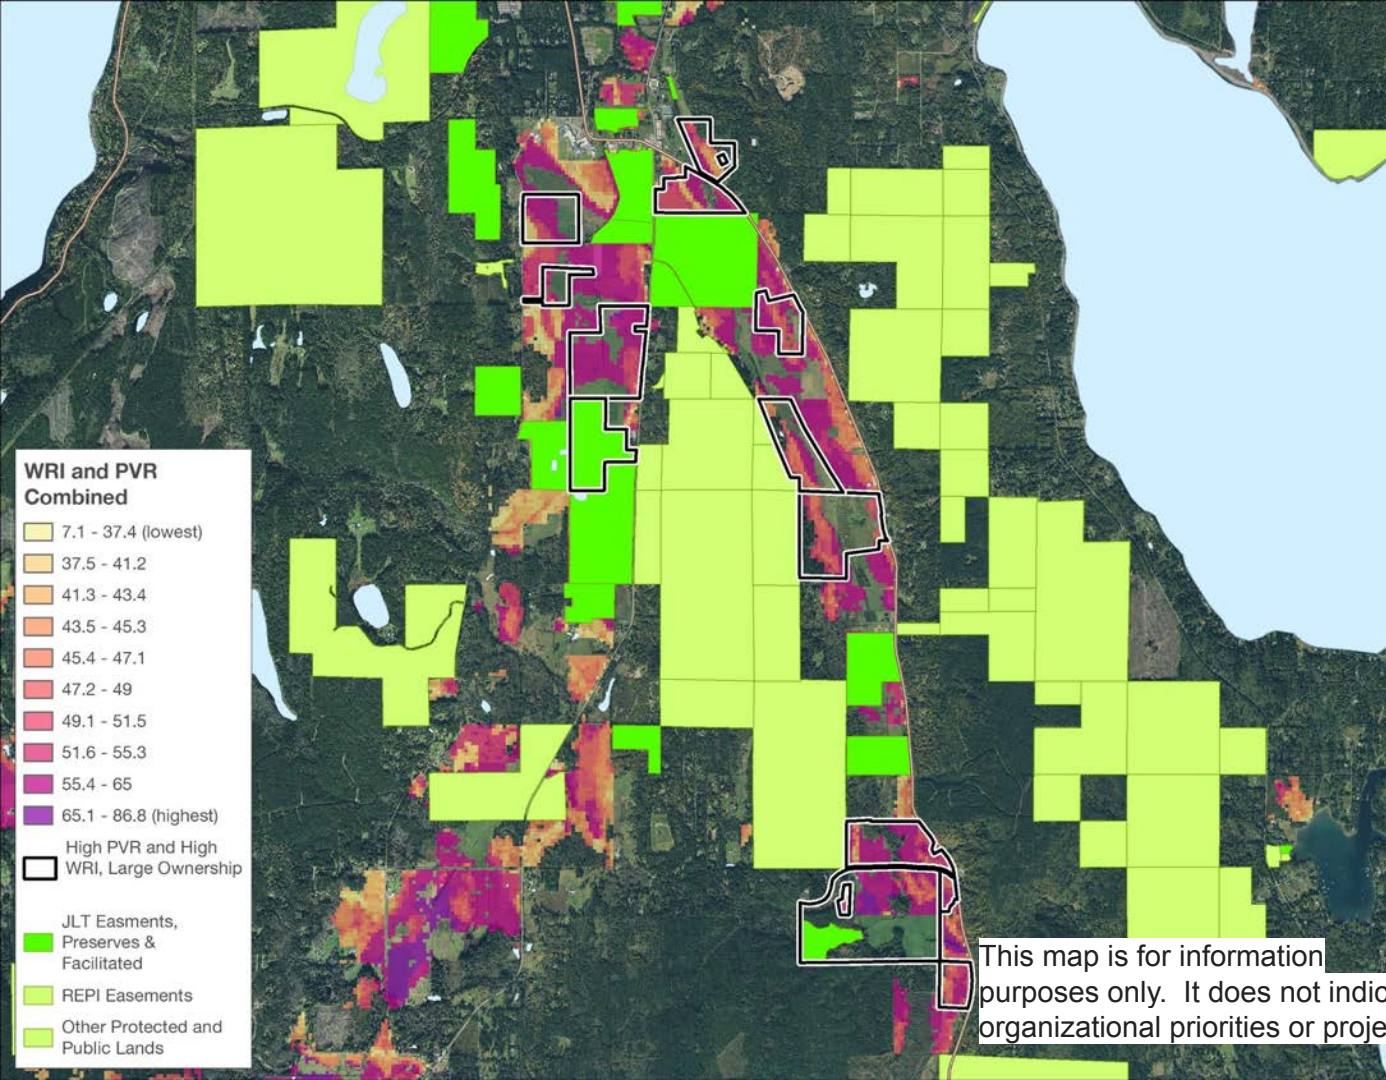 WRI and PVR
Combined
7.1 - 37.4 (lowest)
37.5 - 41.2
41.3 - 43.4
43.5 - 45.3
45.4 - 47.1
47.2 - 49
49.1 - 51.5
51.6 - 55.3
55.4 - 65
65.1 - 86.8 (highest)
High PVR and High
WRI, Large Ownership
JLT Easments,
Preserves &
Facilitated
REPI Easements
Other Protected and
Public Lands
This map is for information
purposes only. It does not indic
organizational priorities or proje